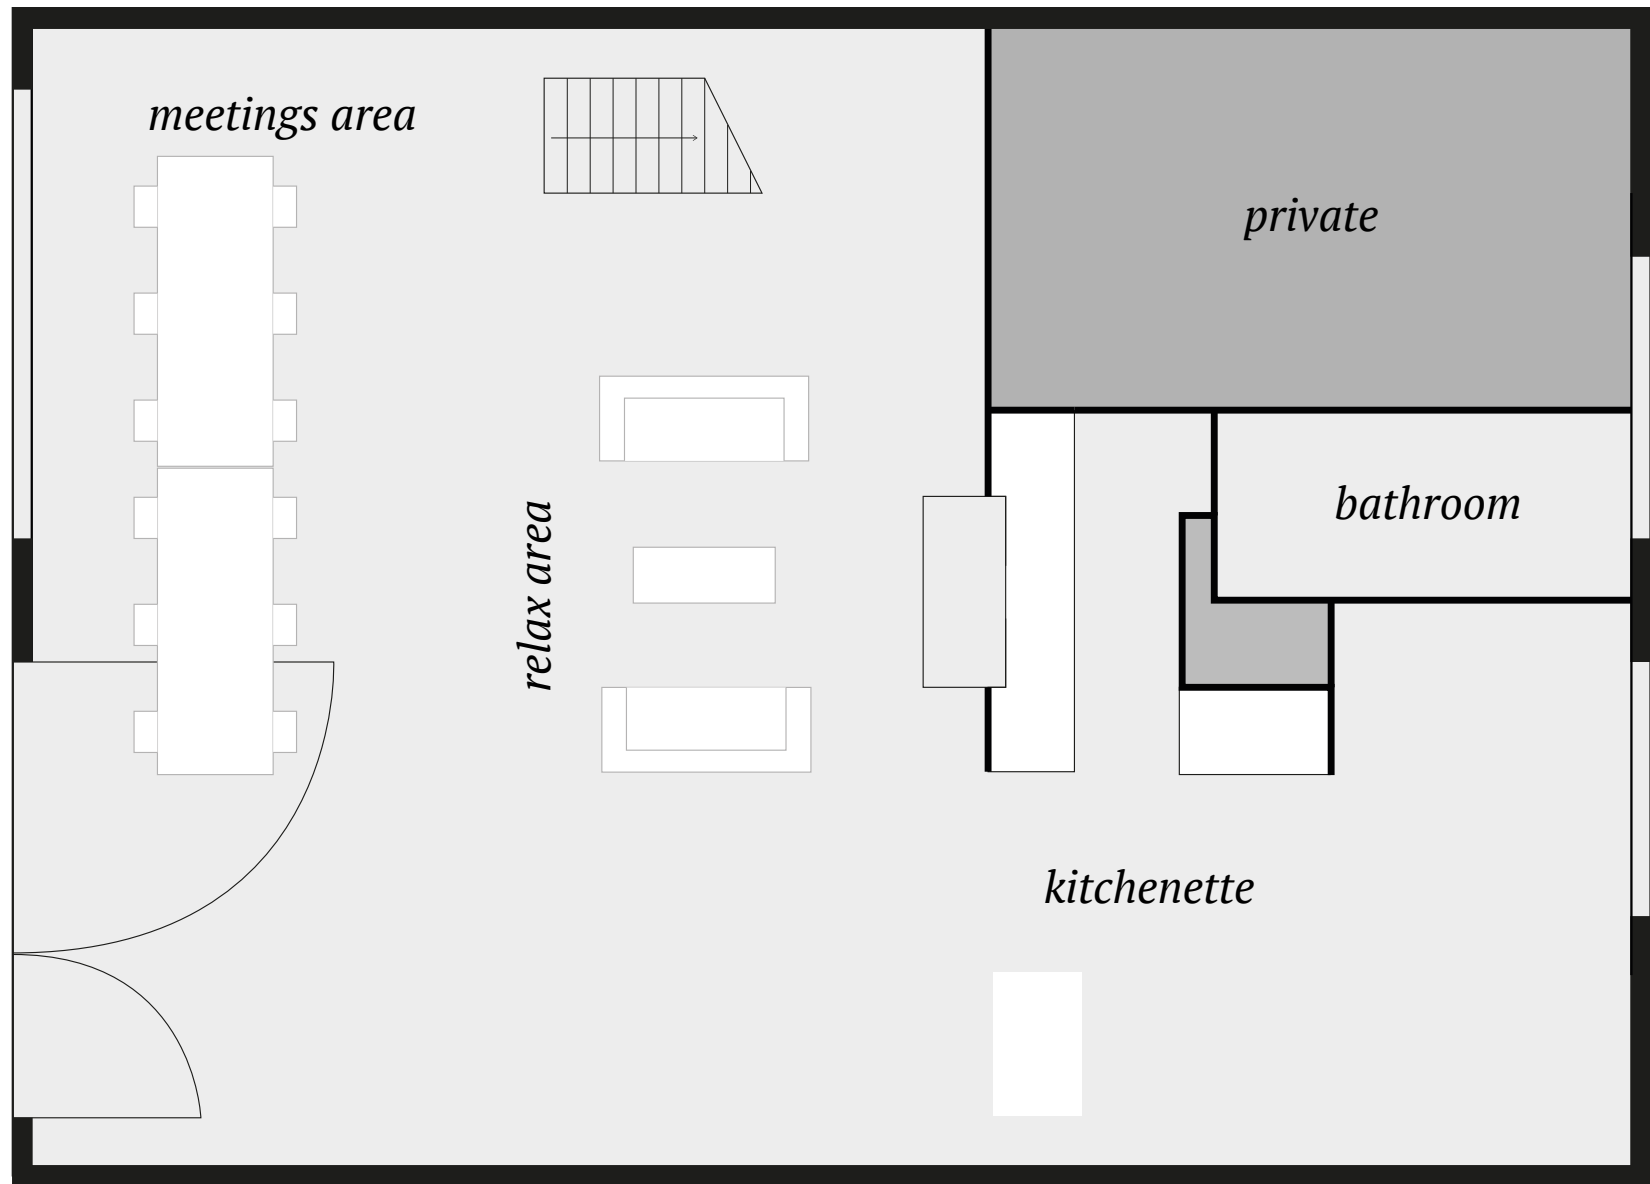 meetings area
private
relax area
bathroom
kitchenette